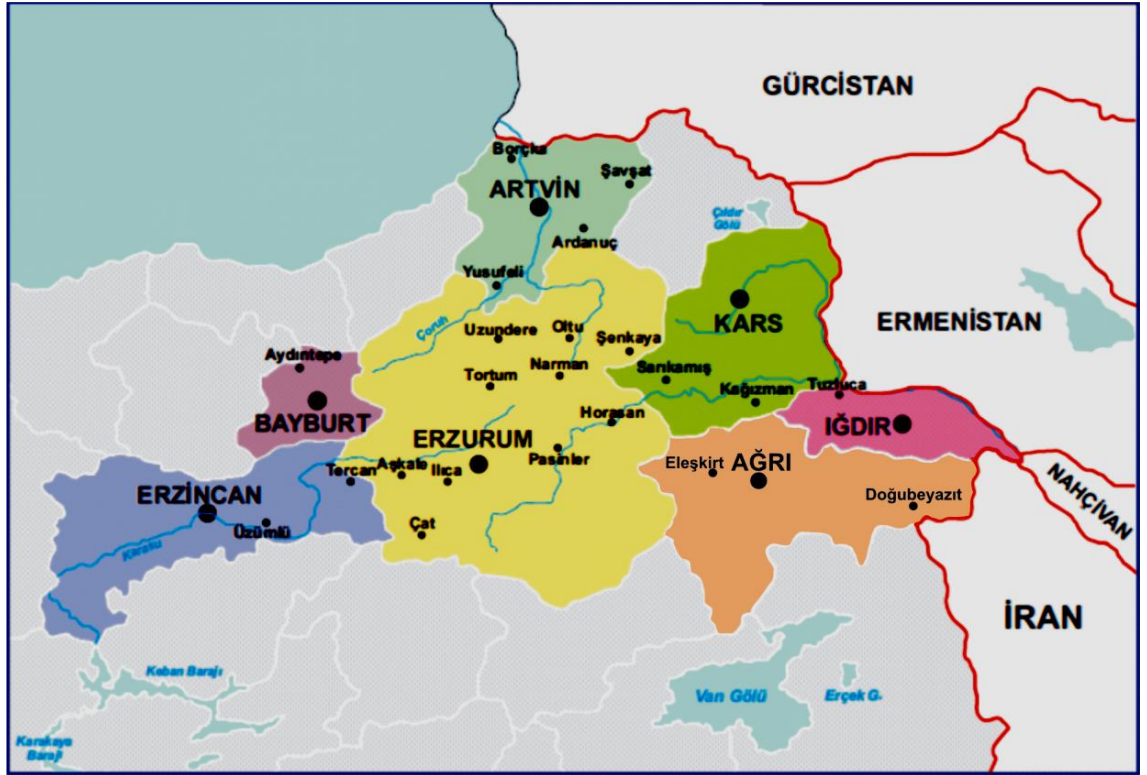 GÜRCİSTAN
Borçka
Şavşat
ARTVİN
Çıldır
Gölü
Ardanuç
Yusufeli
KARS
ERMENİSTAN
Çoruh
Uzundere
Oltu
Şenkaya
Aydıntepe
Tortum
Narman
Sarıkamış
Kağızman
Tuzluca
BAYBURT
Horasan
IĞDIR
ERZURUM
Pasinler
Tercan
Aşkale
Ilıca
Eleşkirt
AĞRI
ERZİNCAN
Doğubeyazıt
NAHÇİVAN
Üzümlü
Çat
Karasu
İRAN
Keban Barajı
Van Gölü
Erçek G.
Karakaya
Barajı